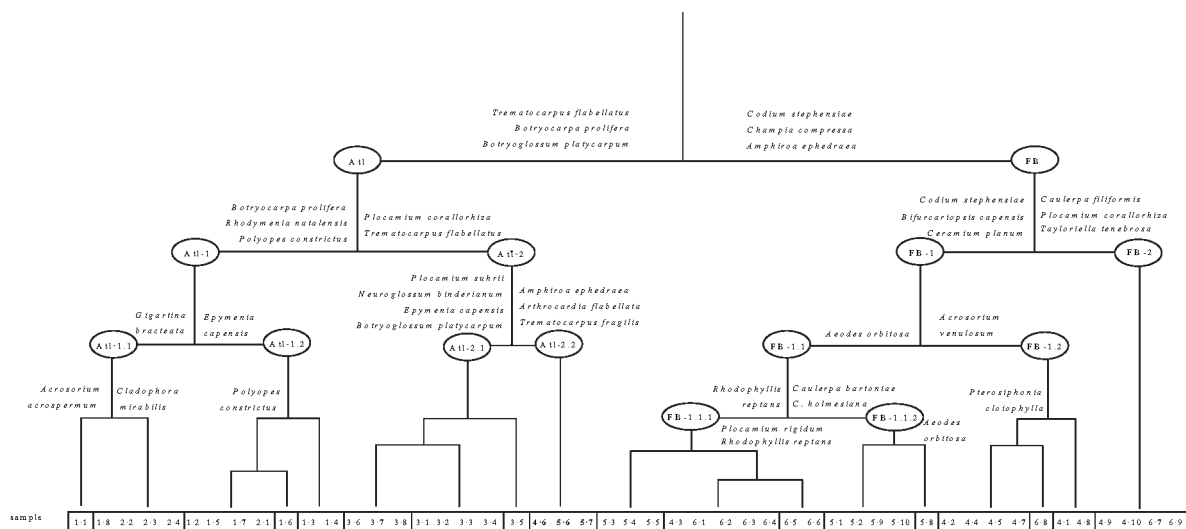 Trematocarpus flabellatus
Botryocarpa prolifera
Botryoglossum platycarpum
Codium stephensiae
Champia compressa
Amphiroa ephedraea
Atl
FB
Botryocarpa prolifera
Rhodymenia natalensis
Polyopes constrictus
Plocamium corallorhiza
Trematocarpus flabellatus
Codium stephensiae
Bifurcariopsis capensis
Ceramium planum
Caulerpa filiformis
Plocamium corallorhiza
Tayloriella tenebrosa
Atl-1
Atl-2
FB-1
FB-2
Gigartina
bracteata
Epymenia
capensis
Plocamium suhrii
Neuroglossum binderianum
Epymenia capensis
Botryoglossum platycarpum
Amphiroa ephedraea
Arthrocardia flabellata
Trematocarpus fragilis
Aeodes orbitosa
Acrosorium
venulosum
Atl-1.1
Atl-1.2
Atl-2.1
Atl-2.2
FB-1.1
FB-1.2
Acrosorium
acrospermum
Cladophora
mirabilis
Polyopes
constrictus
Rhodophyllis
reptans
Caulerpa bartoniae
C. holmesiana
Pterosiphonia
cloiophylla
FB-1.1.1
FB-1.1.2
Plocamium rigidum
Rhodophyllis reptans
Aeodes
orbitosa
sample 1·1 1·8 2·2 2·3 2·4 1·2 1·5 1·7 2·1 1·6 1·3 1·4 3·6 3·7 3·8 3·1 3·2 3·3 3·4 3·5 4·6 5·6 5·7 5·3 5·4 5·5 4·3 6·1 6·2 6·3 6·4 6·5 6·6 5·1 5·2 5·9 5·10 5·8 4·2 4·4 4·5 4·7 6·8 4·1 4·8 4·9 4·10 6·7 6·9